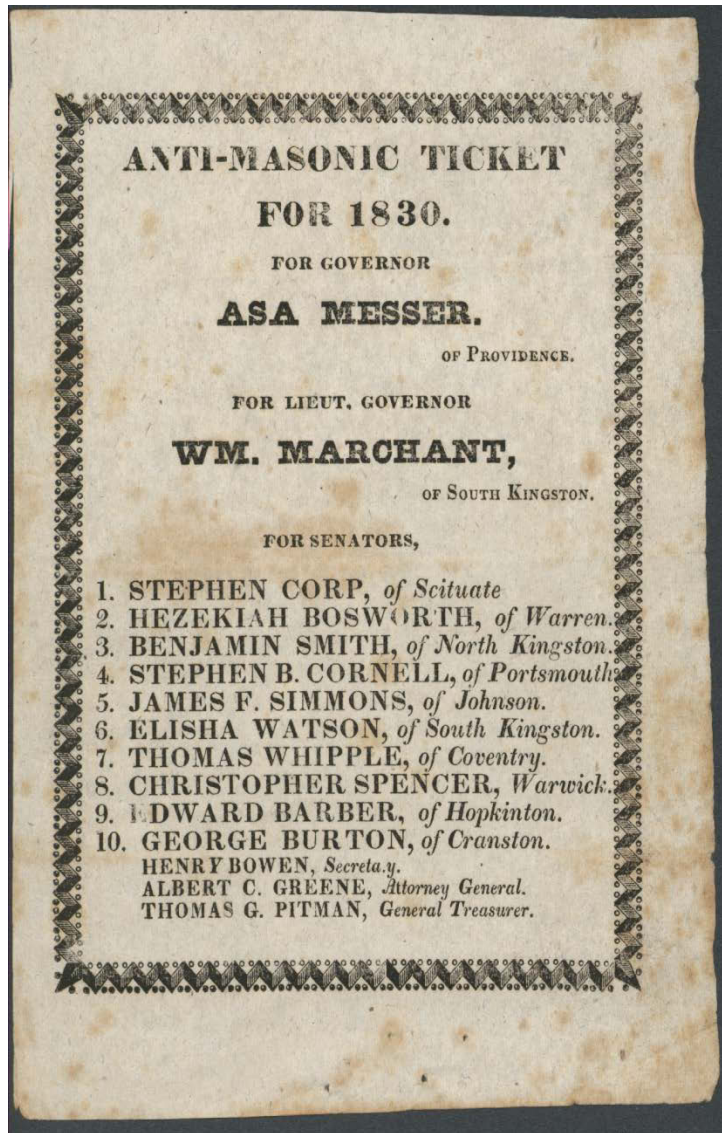 ANTI-MASONIC TICKET
FOR 1830.
FOR GOVERNOR
ASA MESSER.
OF PROVIDENCE.
FOR LIEUT. GOVERNOR
WM. MARCHANT,
OF SOUTH KINGSTON.
FOR SENATORS,
1. STEPHEN CORP, of Scituate
2. HEZEKIAH BOSWORTH, of Warren.
3. BENJAMIN SMITH, of North Kingston.
4. STEPHEN B. CORNELL, of Portsmouth
5. JAMES F. SIMMONS, of Johnson.
6. ELISHA WATSON, of South Kingston.
7. THOMAS WHIPPLE, of Coventry.
8. CHRISTOPHER SPENCER, Warwick.
9. EDWARD BARBER, of Hopkinton.
10. GEORGE BURTON, of Cranston.
HENRY BOWEN, Secreta.y.
ALBERT C. GREENE, Attorney General.
THOMAS G. PITMAN, General Treasurer.